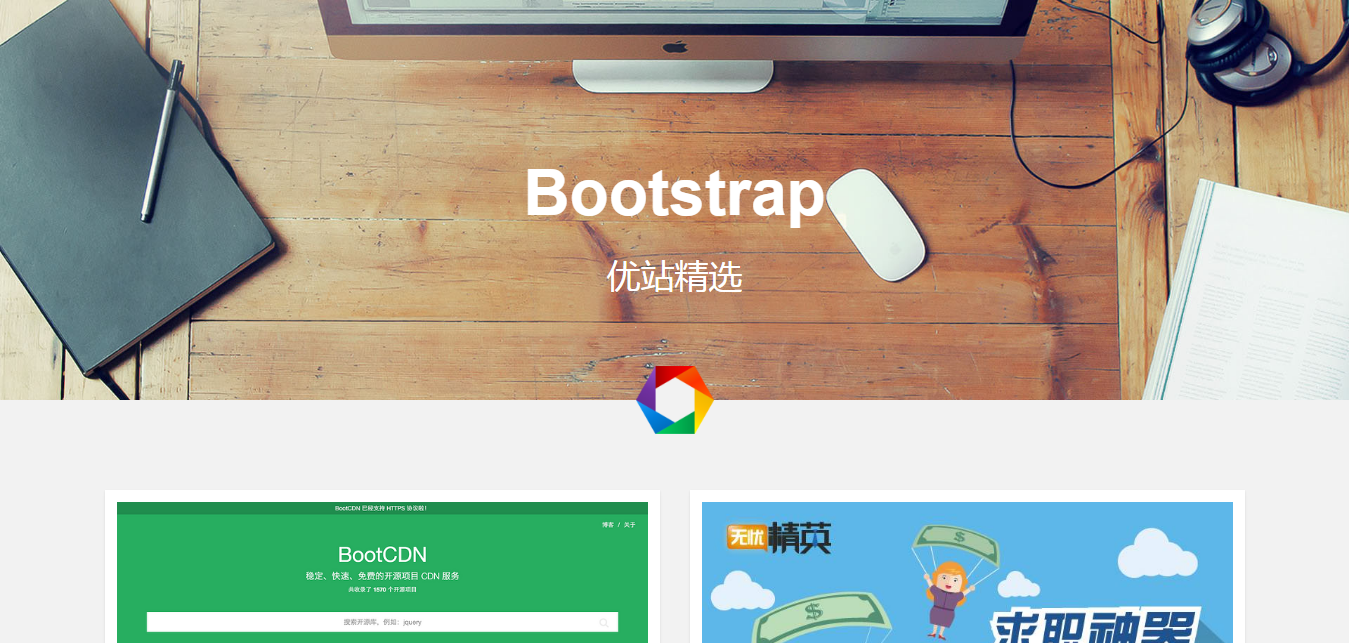 Bootstrap
优站精选
BootCDN 已经支持 HTTPS 协议啦!
博客 / 关于
BootCDN
稳定、快速、免费的开源项目 CDN 服务
共收录了 1870 个开源项目
搜索开源库，例如：jquery
无忧精英
求职神器